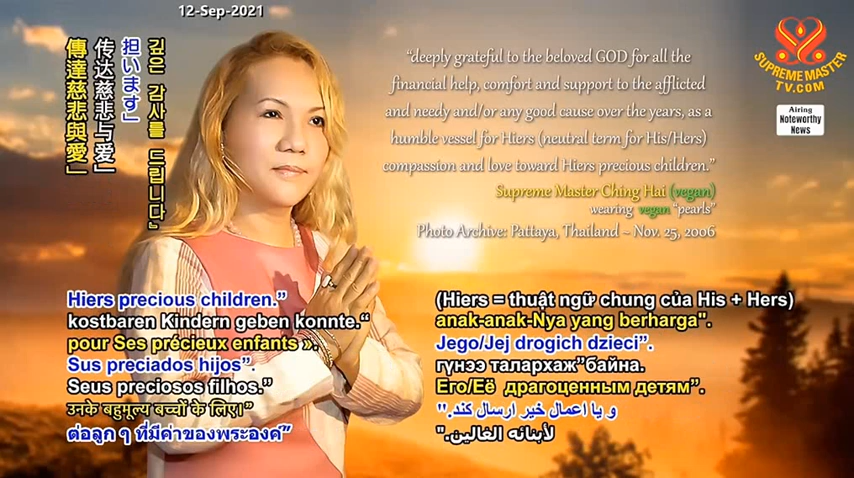 12-Sep-2021
깊은 감사를 드립니다』
担います」
传达慈悲与爱」
傳達慈悲與愛」
“deeply grateful to the beloved GOD for all the
financial help, comfort and support to the afflicted
and needy and/or any good cause over the years, as a
humble vessel for Hiers (neutral term for His/Hers)
compassion and love toward Hiers precious children.”
Supreme Master Ching Hai (vegan)
wearing vegan “pearls”
Photo Archive: Pattaya, Thailand ~ Nov. 25, 2006
SUPREME MASTER
TV.COM
Airing
Noteworthy
News
Hiers precious children.”
kostbaren Kindern geben konnte.“
pour Ses précieux enfants ».
Sus preciados hijos”.
Seus preciosos filhos.”
उनके बहुमूल्य बच्चों के लिए।”
ต่อลูก ๆ ที่มีค่าของพระองค์”
(Hiers = thuật ngữ chung của His + Hers)
anak-anak-Nya yang berharga".
Jego/Jej drogich dzieci”.
гүнээ талархаж”байна.
Его/Её драгоценным детям”.
و یا اعمال خیر ارسال کند."
لأبنائه الغالين."